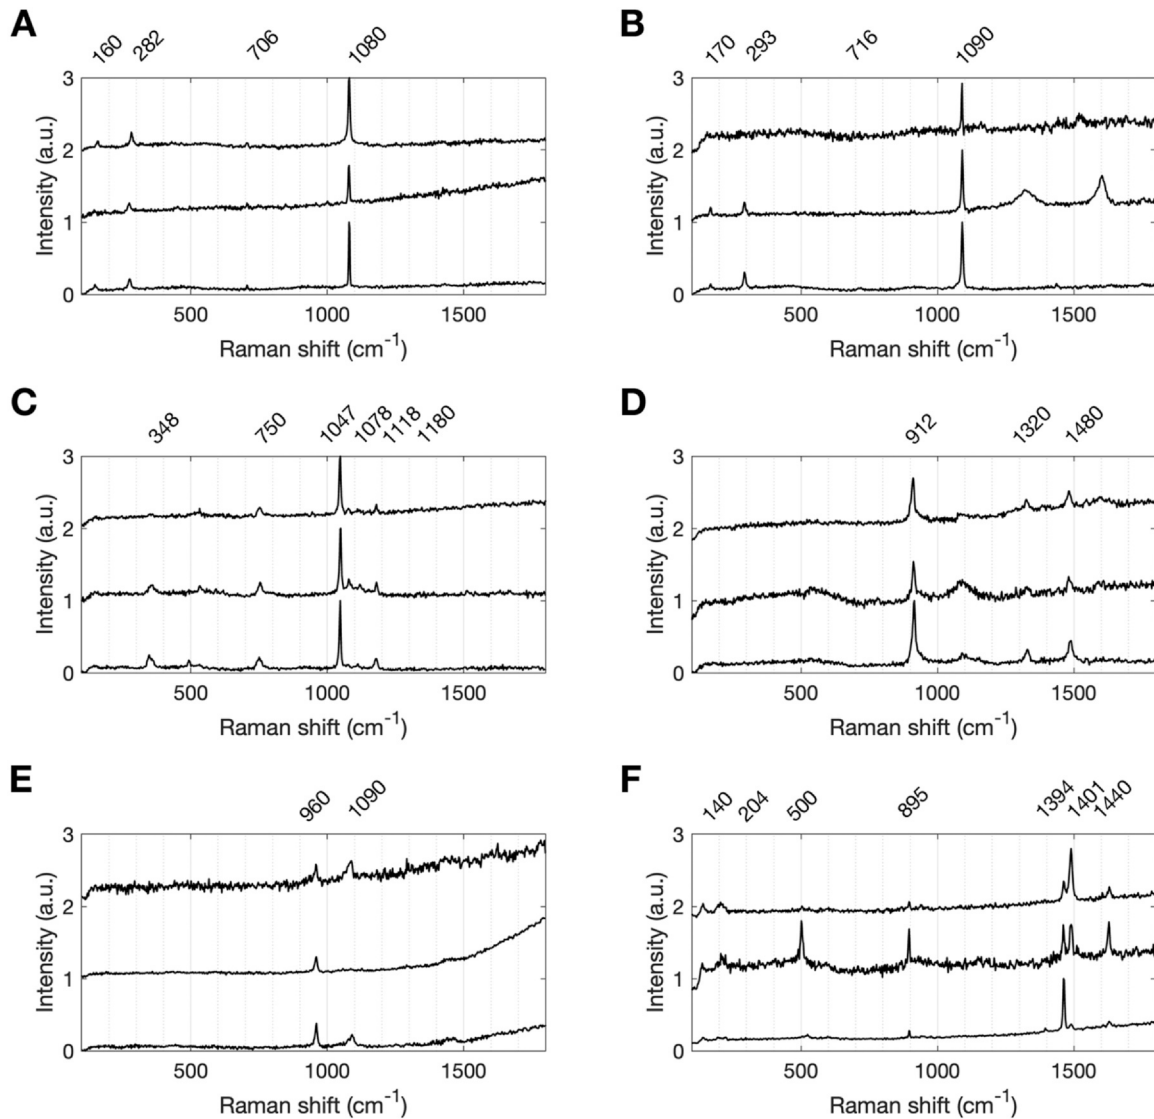 A
B
160 282 706 1080
170 293 716 1090
3
2
1
0
Intensity (a.u.)
500 1000 1500
Raman shift (cm-1)
3
2
1
0
Intensity (a.u.)
500 1000 1500
Raman shift (cm-1)
C
D
348 750 1047 1078 1118 1180
912 1320 1480
3
2
1
0
Intensity (a.u.)
500 1000 1500
Raman shift (cm-1)
3
2
1
0
Intensity (a.u.)
500 1000 1500
Raman shift (cm-1)
E
F
960 1090
140 204 500 895 1394 1401 1440
3
2
1
0
Intensity (a.u.)
500 1000 1500
Raman shift (cm-1)
3
2
1
0
Intensity (a.u.)
500 1000 1500
Raman shift (cm-1)